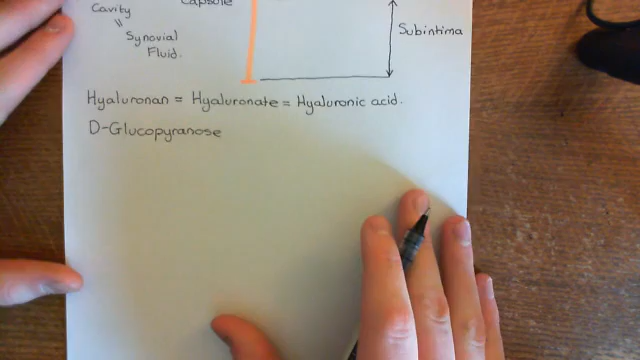 Cavity
Capsule
"
Synovial
Fluid.
Subintima
Hyaluronan = Hyaluronate = Hyaluronic acid.
D-Glucopyranose